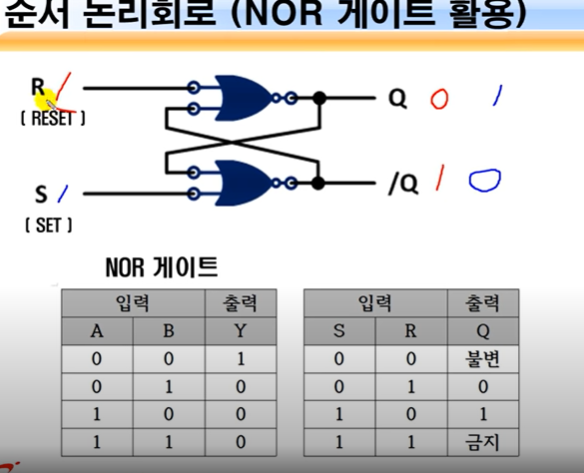 순서 논리회로 (NOR 게이트 활용)
R 1
[ RESET ]
Q 0 1
S 1
/Q 1 0
[ SET ]
NOR 게이트
입력 출력
A B Y
0 0 1
0 1 0
1 0 0
1 1 0
입력 출력
S R Q
0 0 불변
0 1 0
1 0 1
1 1 금지